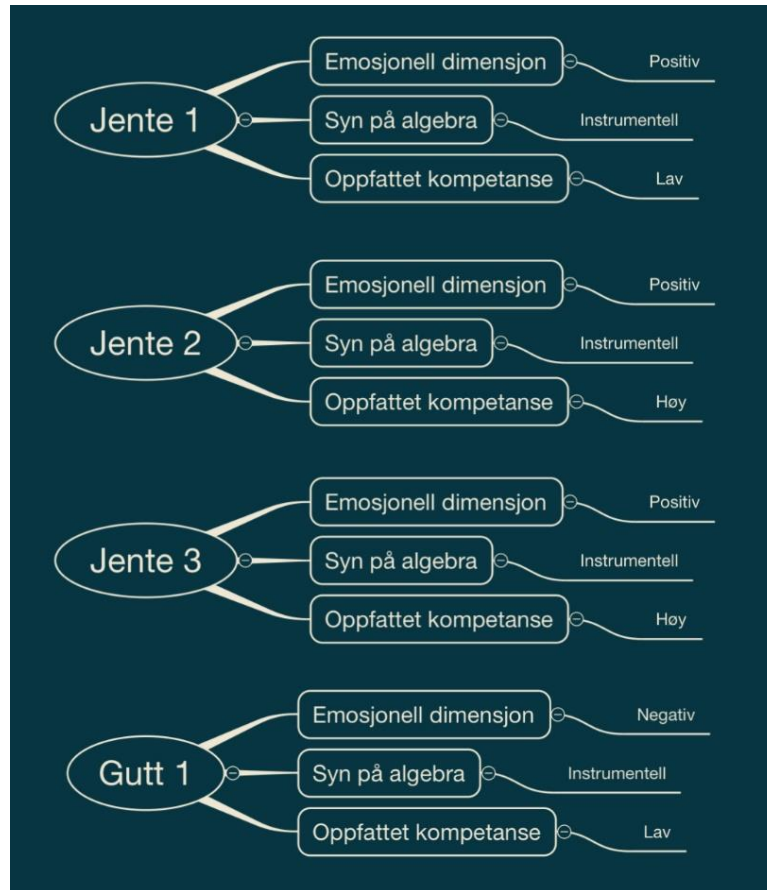 Emosjonell dimensjon Positiv
Jente 1 Syn på algebra Instrumentell
Oppfattet kompetanse Lav
Emosjonell dimensjon Positiv
Jente 2 Syn på algebra Instrumentell
Oppfattet kompetanse Høy
Emosjonell dimensjon Positiv
Jente 3 Syn på algebra Instrumentell
Oppfattet kompetanse Høy
Emosjonell dimensjon Negativ
Gutt 1 Syn på algebra Instrumentell
Oppfattet kompetanse Lav